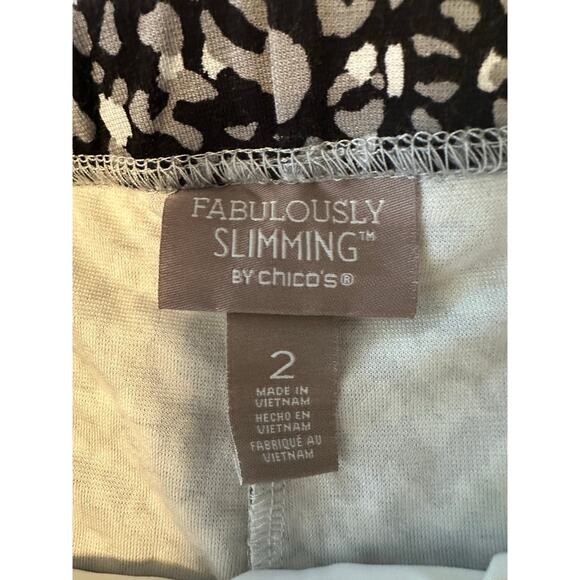 FABULOUSLY
SLIMMING™
BY chico's®
2
MADE IN
VIETNAM
HECHO EN
VIETNAM
FABRIQUÉ AU
VIETNAM